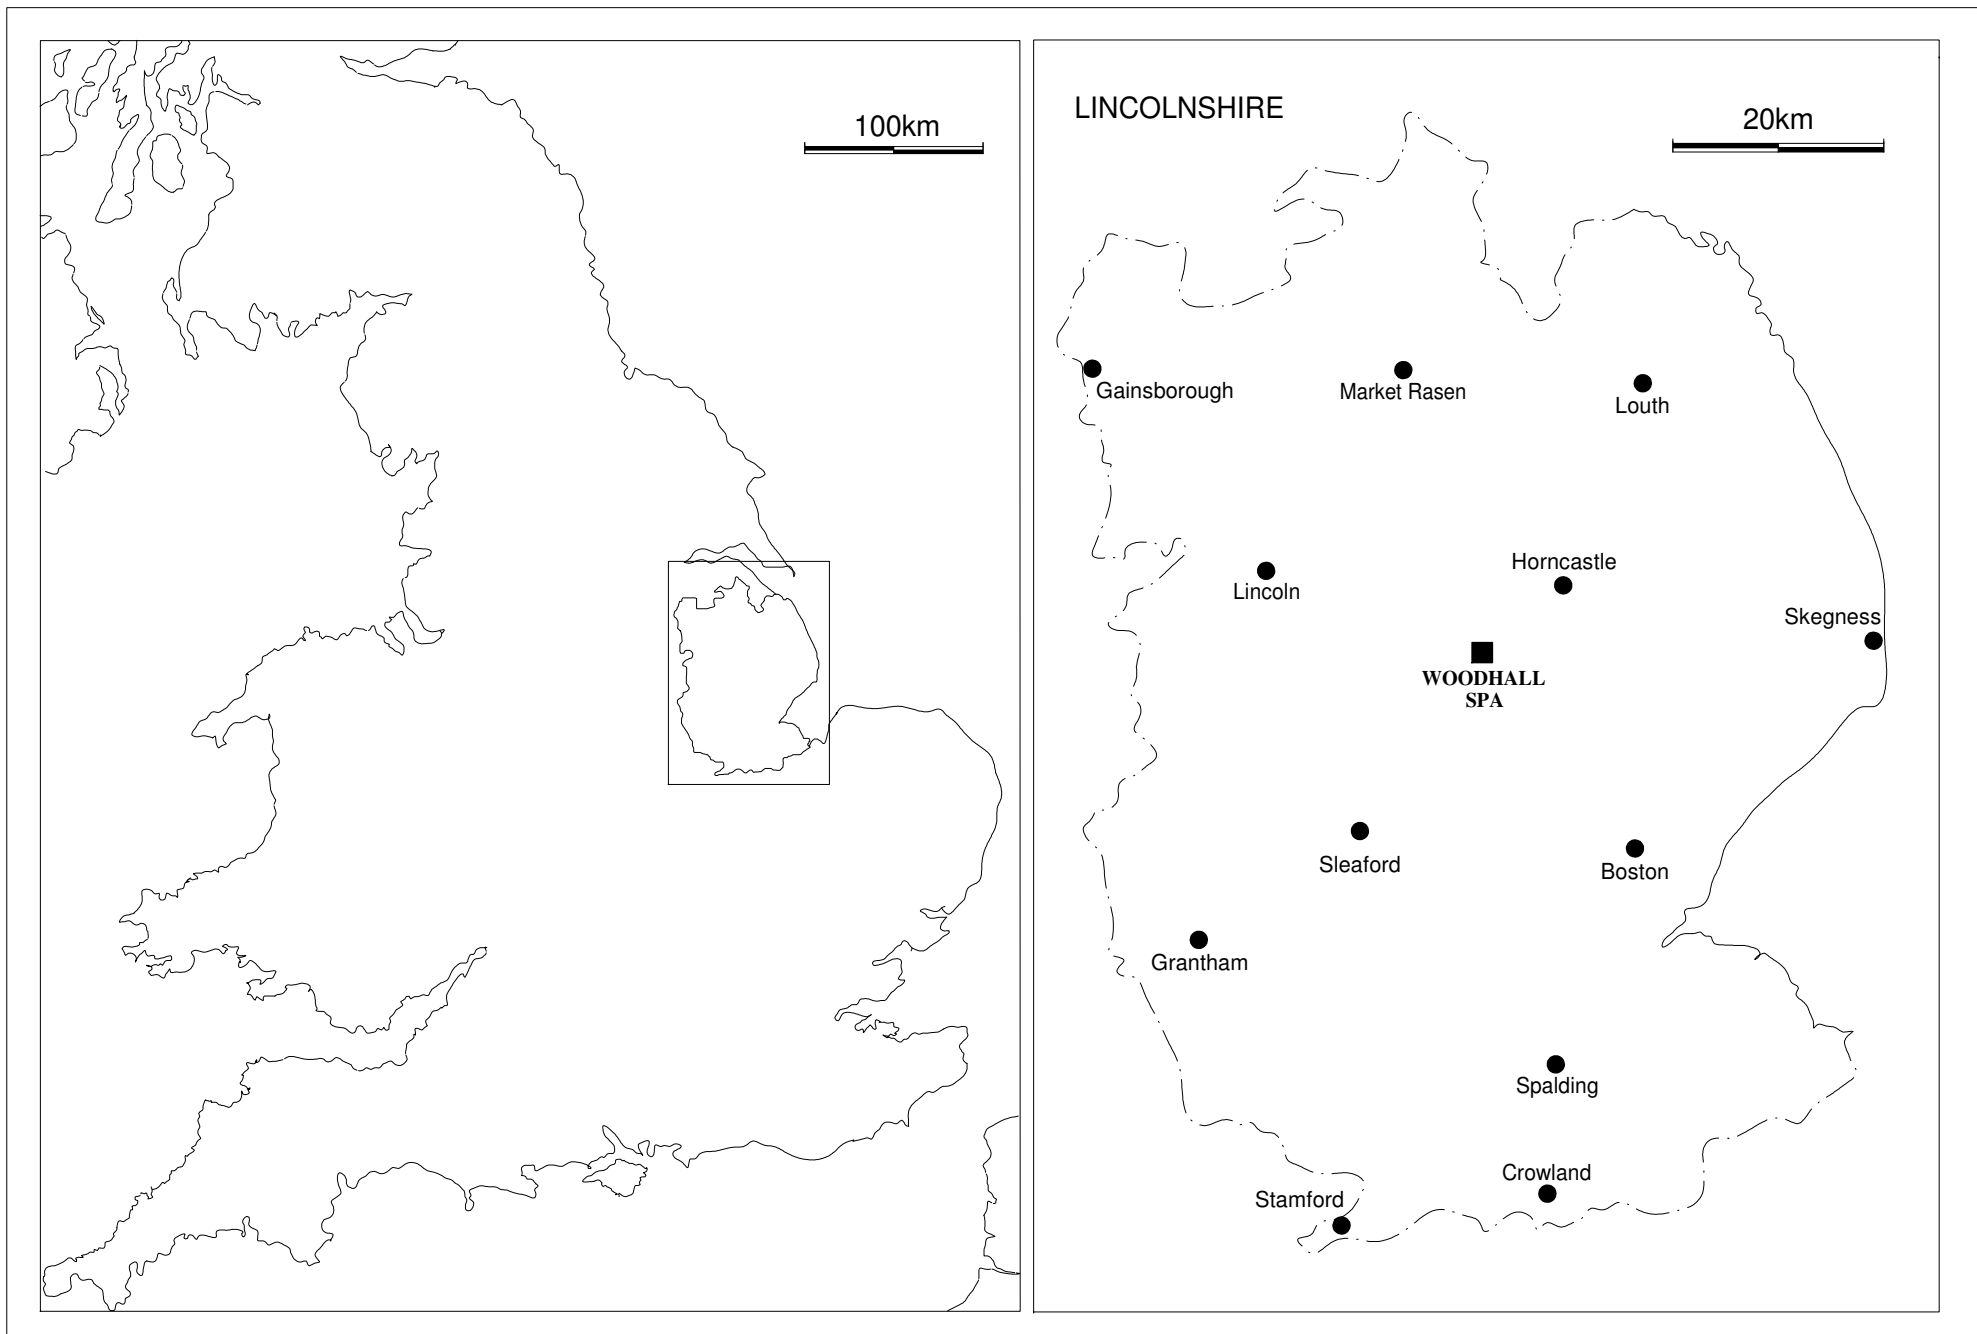 100km
LINCOLNSHIRE
20km
Gainsborough
Market Rasen
Louth
Horncastle
Lincoln
Skegness
WOODHALL
SPA
Sleaford
Boston
Grantham
Spalding
Crowland
Stamford